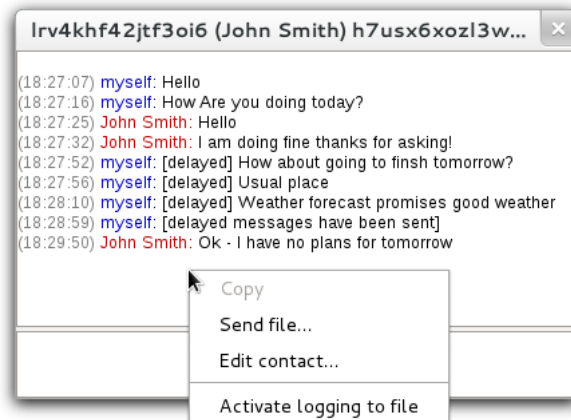 lrv4khf42jtf3oi6 (John Smith) h7usx6xozl3w...
(18:27:07) myself: Hello
(18:27:16) myself: How Are you doing today?
(18:27:25) John Smith: Hello
(18:27:32) John Smith: I am doing fine thanks for asking!
(18:27:52) myself: [delayed] How about going to finsh tomorrow?
(18:27:56) myself: [delayed] Usual place
(18:28:10) myself: [delayed] Weather forecast promises good weather
(18:28:59) myself: [delayed messages have been sent]
(18:29:50) John Smith: Ok - I have no plans for tomorrow
Copy
Send file...
Edit contact...
Activate logging to file